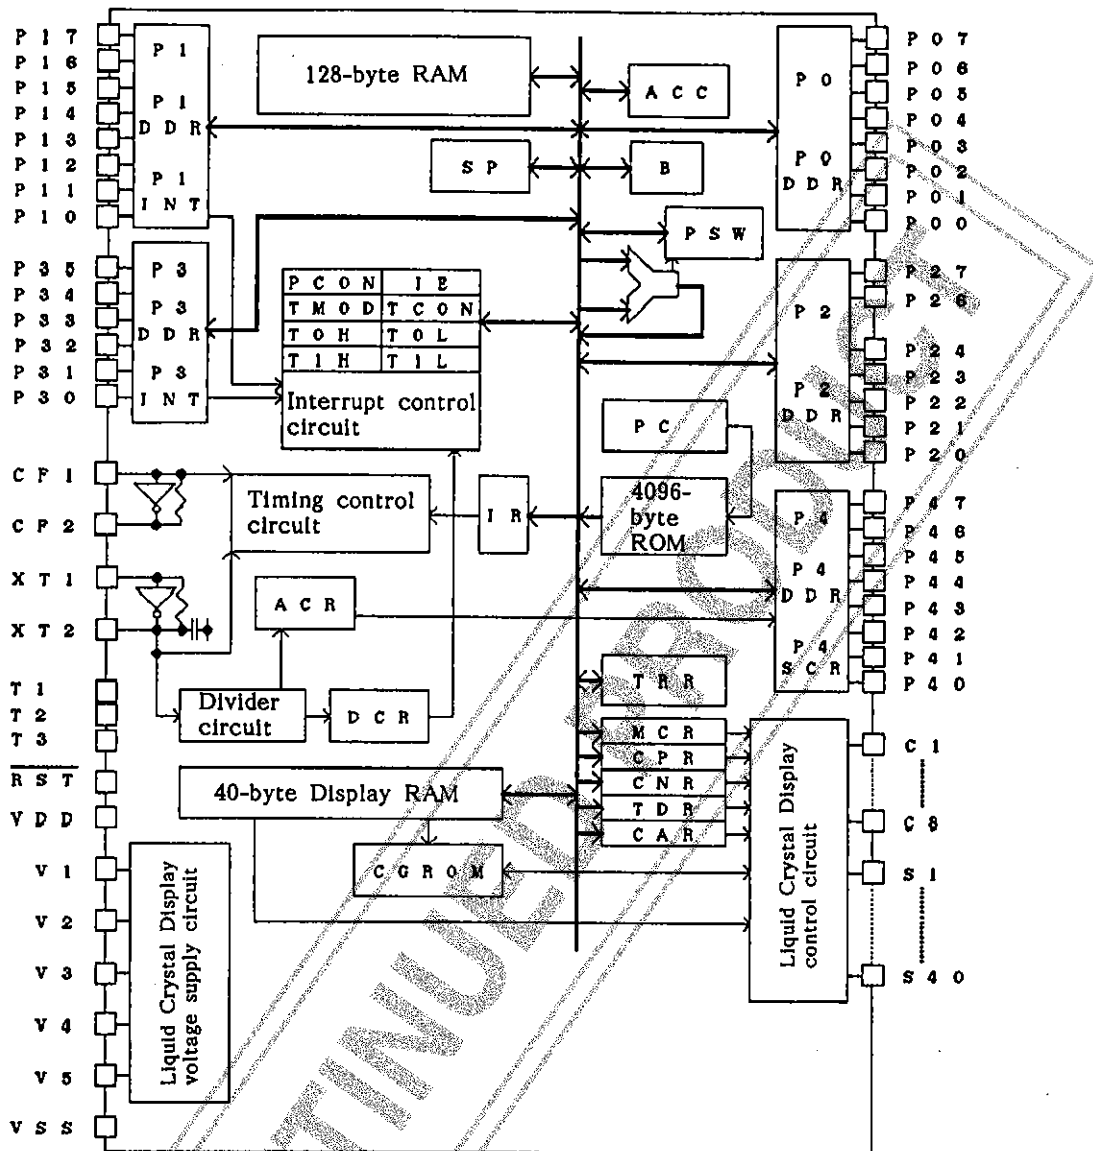 P17
P16
P15
P14
P13
P12
P11
P10
P1
P1
DDR
P1
INT
128-byte RAM
ACC
SP
B
PSW
P0
P0
DDR
P07
P06
P05
P04
P03
P02
P01
P00
P35
P34
P33
P32
P31
P30
P3
P3
DDR
P3
INT
PCON IE
TMOD TCON
T0H T0L
T1H T1L
Interrupt control
circuit
P2
P2
DDR
P27
P26
P24
P23
P22
P21
P20
CF1
CF2
XT1
XT2
Timing control
circuit
IR
PC
4096-
byte
ROM
P4
P4
DDR
P4
SCR
P47
P46
P45
P44
P43
P42
P41
P40
ACR
T1
T2
T3
Divider
circuit
DCR
TRR
MCR
CPR
CNR
TDR
CAR
RST
VDD
40-byte Display RAM
CGROM
Liquid Crystal Display
control circuit
C1
C8
S1
S40
V1
V2
V3
V4
V5
VSS
Liquid Crystal Display
voltage supply circuit
TINUED PRODUCT